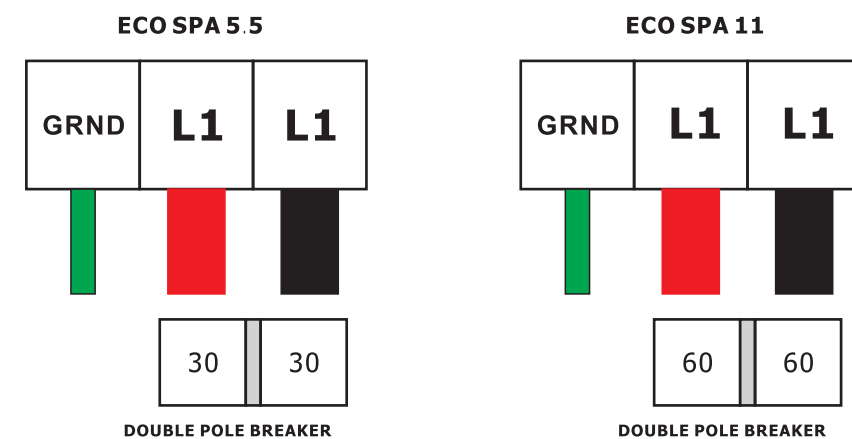 ECO SPA 5.5
GRND L1 L1
30 30
DOUBLE POLE BREAKER
ECO SPA 11
GRND L1 L1
60 60
DOUBLE POLE BREAKER